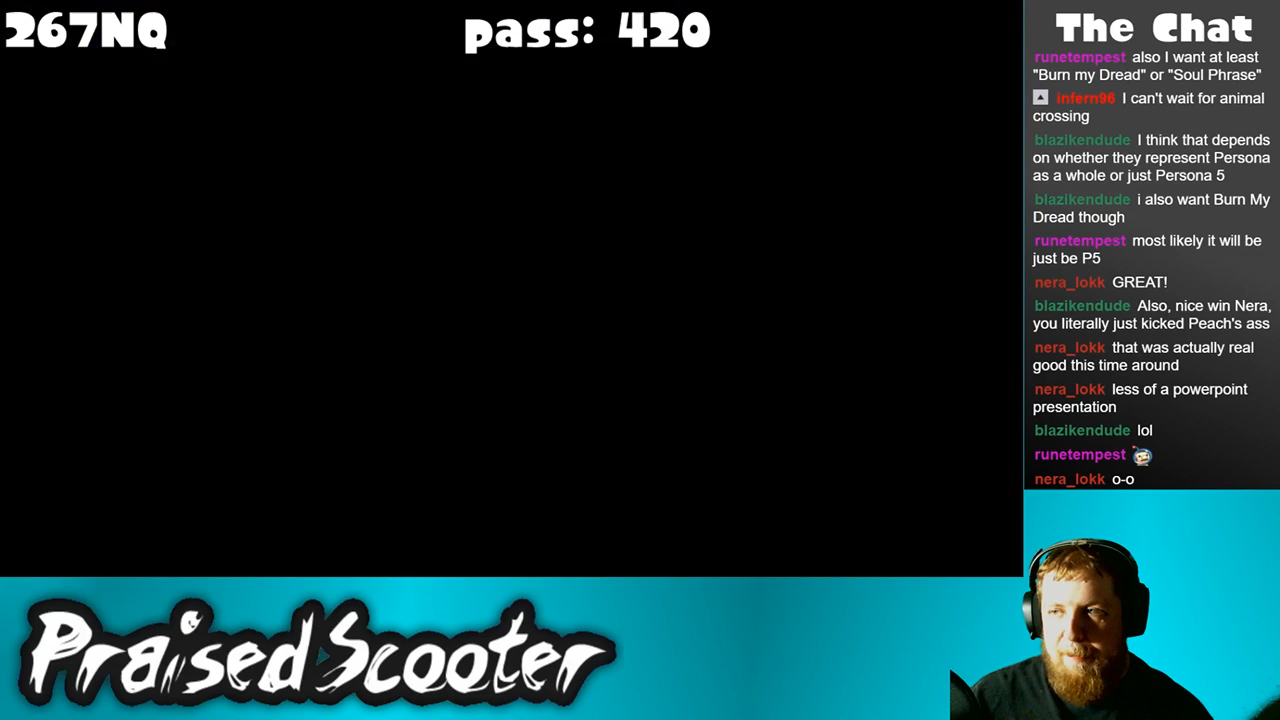 267NQ
pass: 420
The Chat
runetempest also I want at least
"Burn my Dread" or "Soul Phrase"
infern96 I can't wait for animal
crossing
blazikendude I think that depends
on whether they represent Persona
as a whole or just Persona 5
blazikendude i also want Burn My
Dread though
runetempest most likely it will be
just be P5
nera_lokk GREAT!
blazikendude Also, nice win Nera,
you literally just kicked Peach's ass
nera_lokk that was actually real
good this time around
nera_lokk less of a powerpoint
presentation
blazikendude lol
runetempest
nera_lokk o-o
PraisedScooter